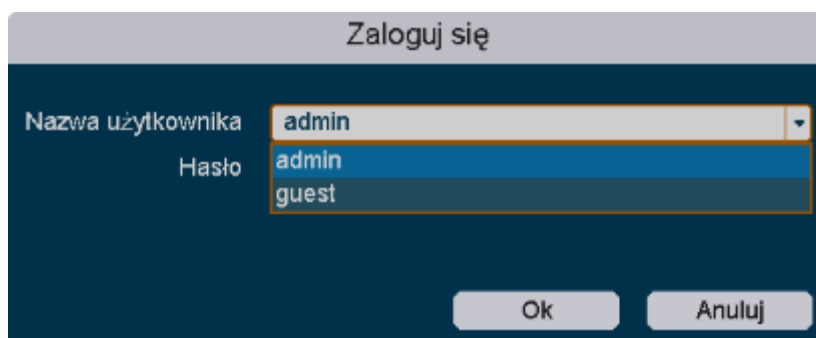 Zaloguj się
Nazwa użytkownika admin
Hasło admin
guest
Ok Anuluj